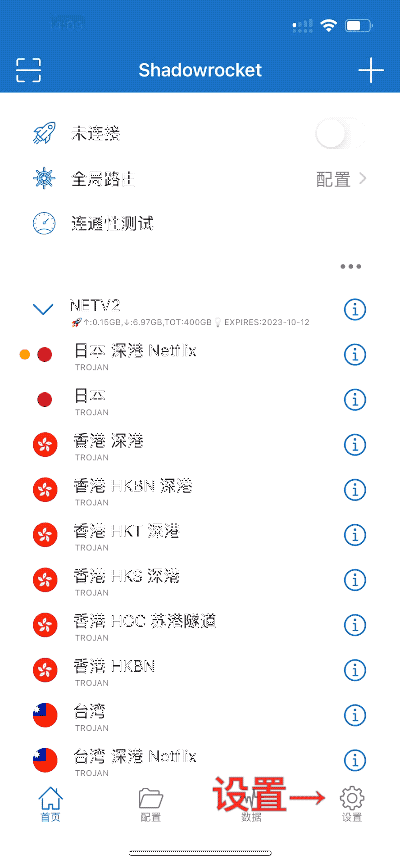 Shadowrocket
未连接
全局路由
配置
连通性测试
NETV2
🚀↑:0.15GB,↓:6.97GB,TOT:400GB💡EXPIRES:2023-10-12
日本 深港 Netflix
TROJAN
日本
TROJAN
香港 深港
TROJAN
香港 HKBN 深港
TROJAN
香港 HKT 深港
TROJAN
香港 HKS 深港
TROJAN
香港 HGC 苏港隧道
TROJAN
香港 HKBN
TROJAN
台湾
TROJAN
台湾 深港 Netflix
TROJAN
设置→
首页
配置
数据
设置